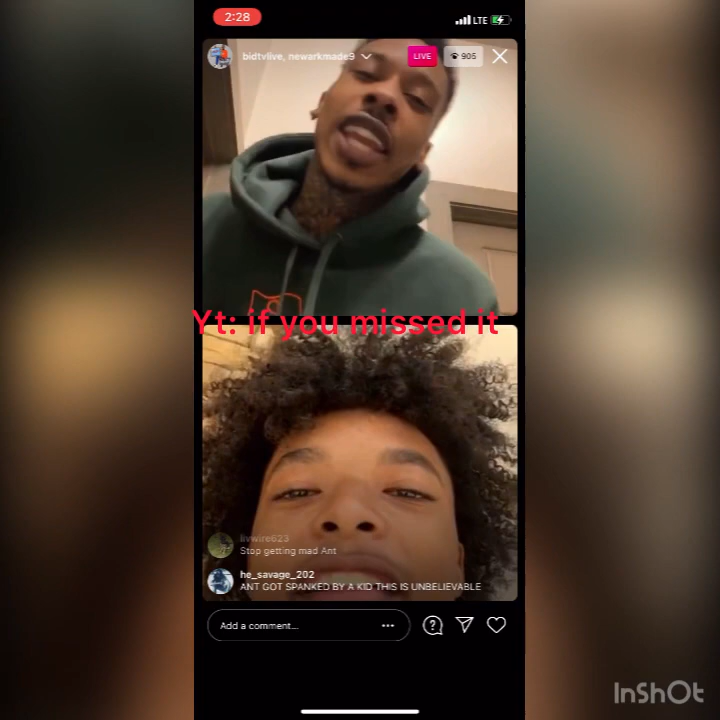 2:28
LTE
bidtvlive, newarkmade9
LIVE
905
Yt: if you missed it
livwire623
Stop getting mad Ant
he_savage_202
ANT GOT SPANKED BY A KID THIS IS UNBELIEVABLE
Add a comment...
InShOt